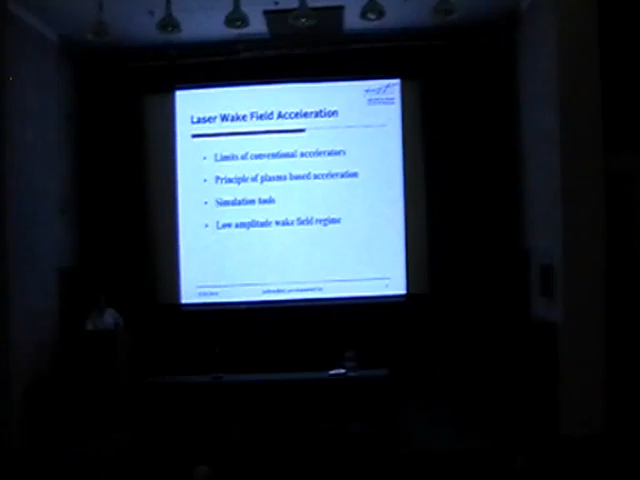 Laser Wake Field Acceleration
• Limits of conventional accelerators
• Principle of plasma based acceleration
• Simulation tools
• Low amplitude wake field regime